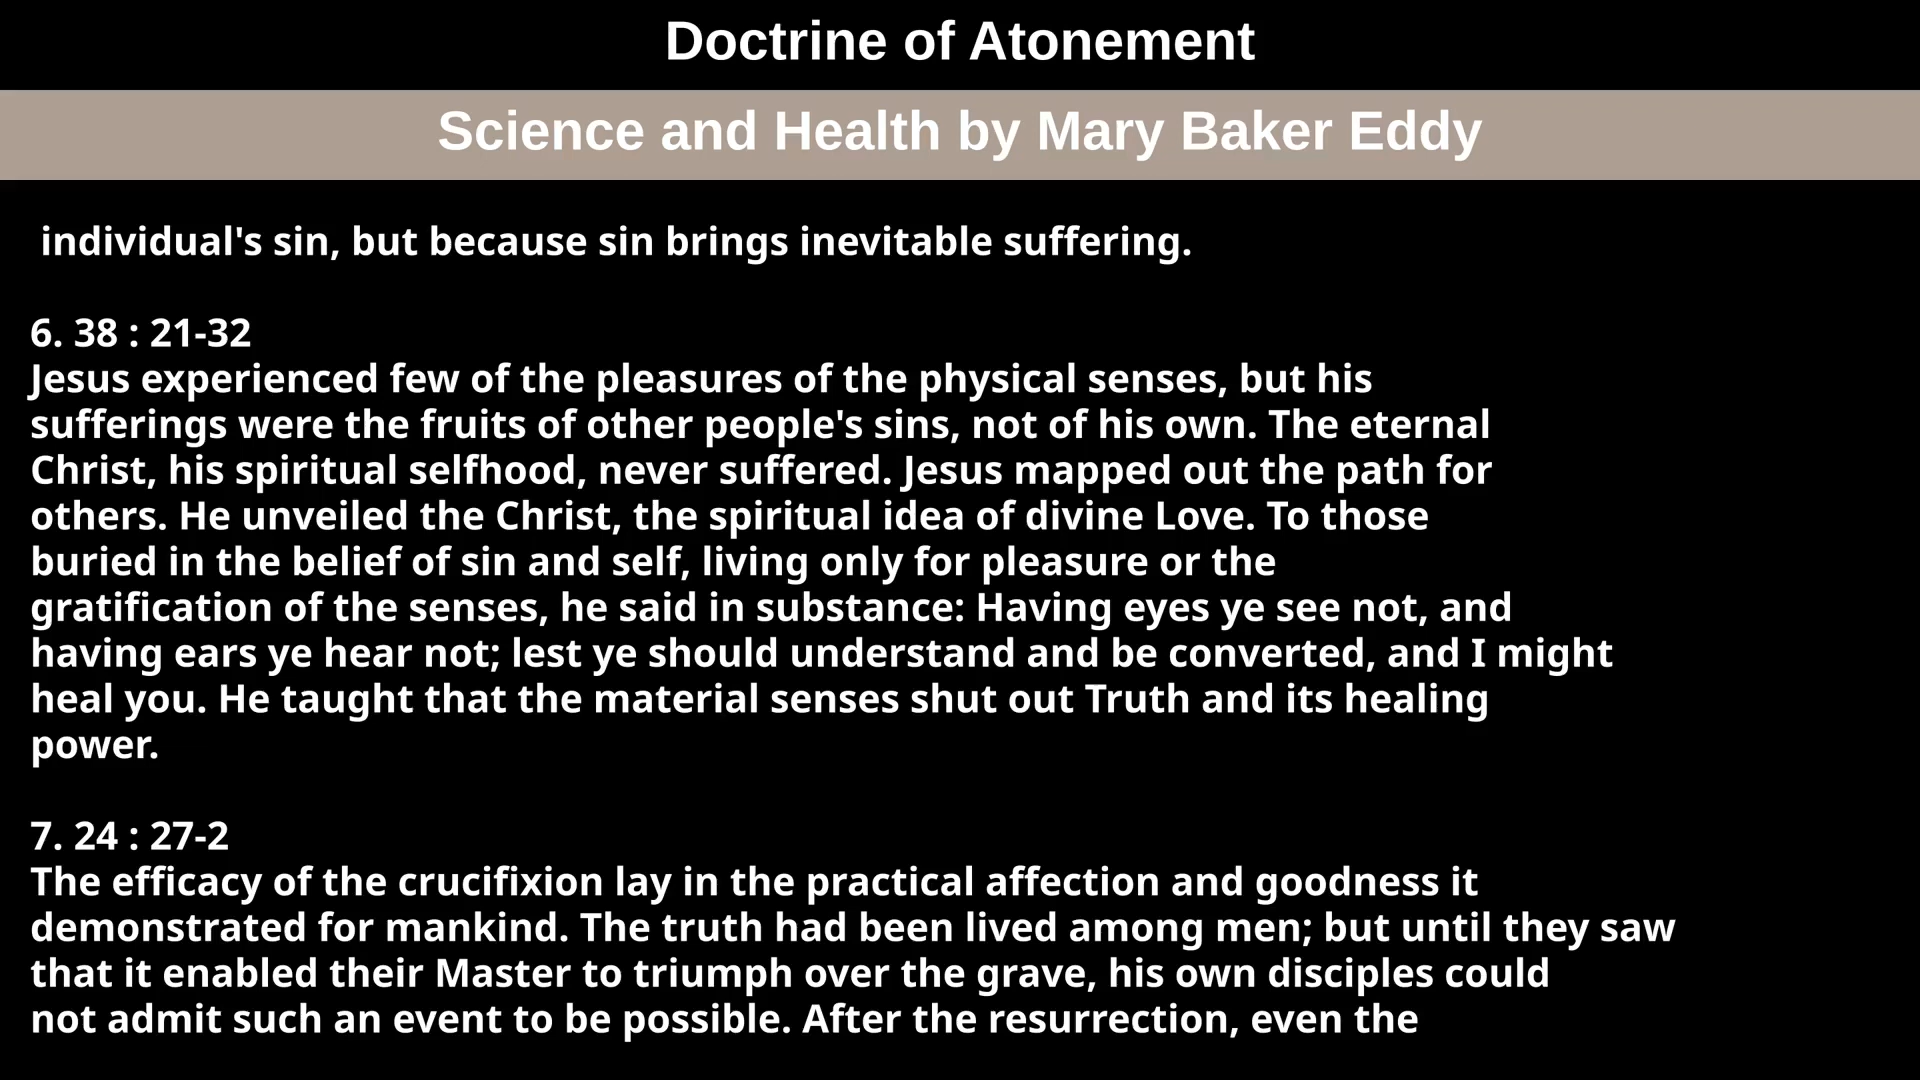 Doctrine of Atonement
Science and Health by Mary Baker Eddy
individual's sin, but because sin brings inevitable suffering.
6. 38 : 21-32
Jesus experienced few of the pleasures of the physical senses, but his
sufferings were the fruits of other people's sins, not of his own. The eternal
Christ, his spiritual selfhood, never suffered. Jesus mapped out the path for
others. He unveiled the Christ, the spiritual idea of divine Love. To those
buried in the belief of sin and self, living only for pleasure or the
gratification of the senses, he said in substance: Having eyes ye see not, and
having ears ye hear not; lest ye should understand and be converted, and I might
heal you. He taught that the material senses shut out Truth and its healing
power.
7. 24 : 27-2
The efficacy of the crucifixion lay in the practical affection and goodness it
demonstrated for mankind. The truth had been lived among men; but until they saw
that it enabled their Master to triumph over the grave, his own disciples could
not admit such an event to be possible. After the resurrection, even the